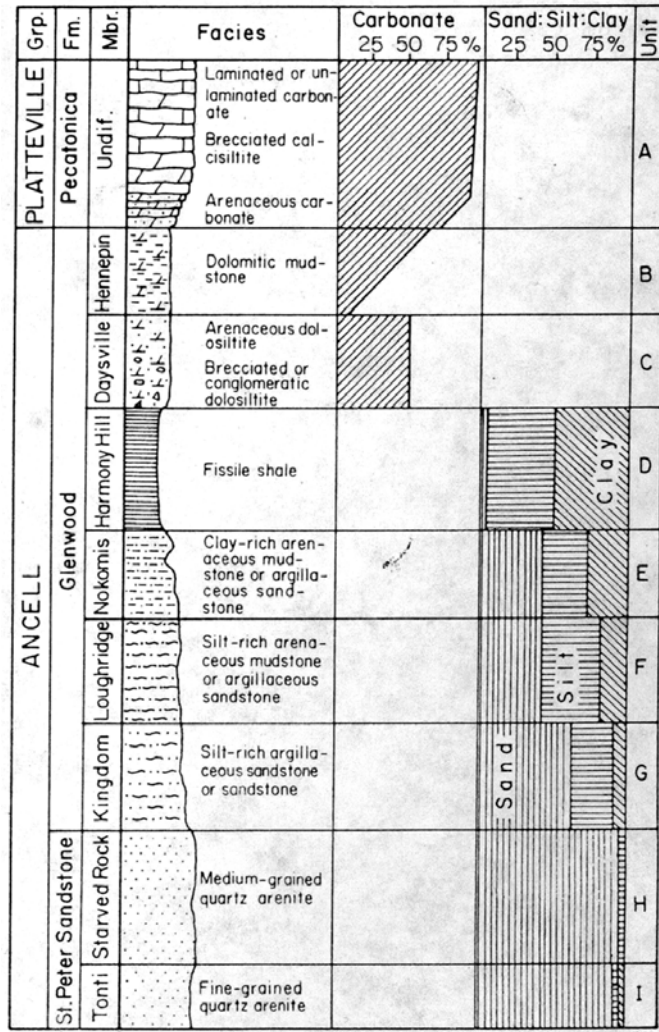 Grp.
Fm.
Mbr.
Facies
Carbonate
25 50 75 %
Sand: Silt: Clay
25 50 75%
Unit
PLATTEVILLE
Pecatonica
Undif.
Laminated or un-
laminated carbon-
ate
Brecciated cal-
cisiltite
Arenaceous car-
bonate
A
ANCELL
Glenwood
Hennepin
Dolomitic mud-
stone
B
Daysville
Arenaceous dol-
osiltite
Brecciated or
conglomeratic
dolosiltite
C
Harmony Hill
Fissile shale
Clay
D
Nokomis
Clay-rich aren-
aceous mud-
stone or argill-
aceous sand-
stone
E
Loughridge
Silt-rich aren-
aceous mudstone
or argillaceous
sandstone
Silt
F
Kingdom
Silt-rich argilla-
ceous sandstone
or sandstone
Sand
G
St. Peter Sandstone
Starved Rock
Medium-grained
quartz arenite
H
Tonti
Fine-grained
quartz arenite
I